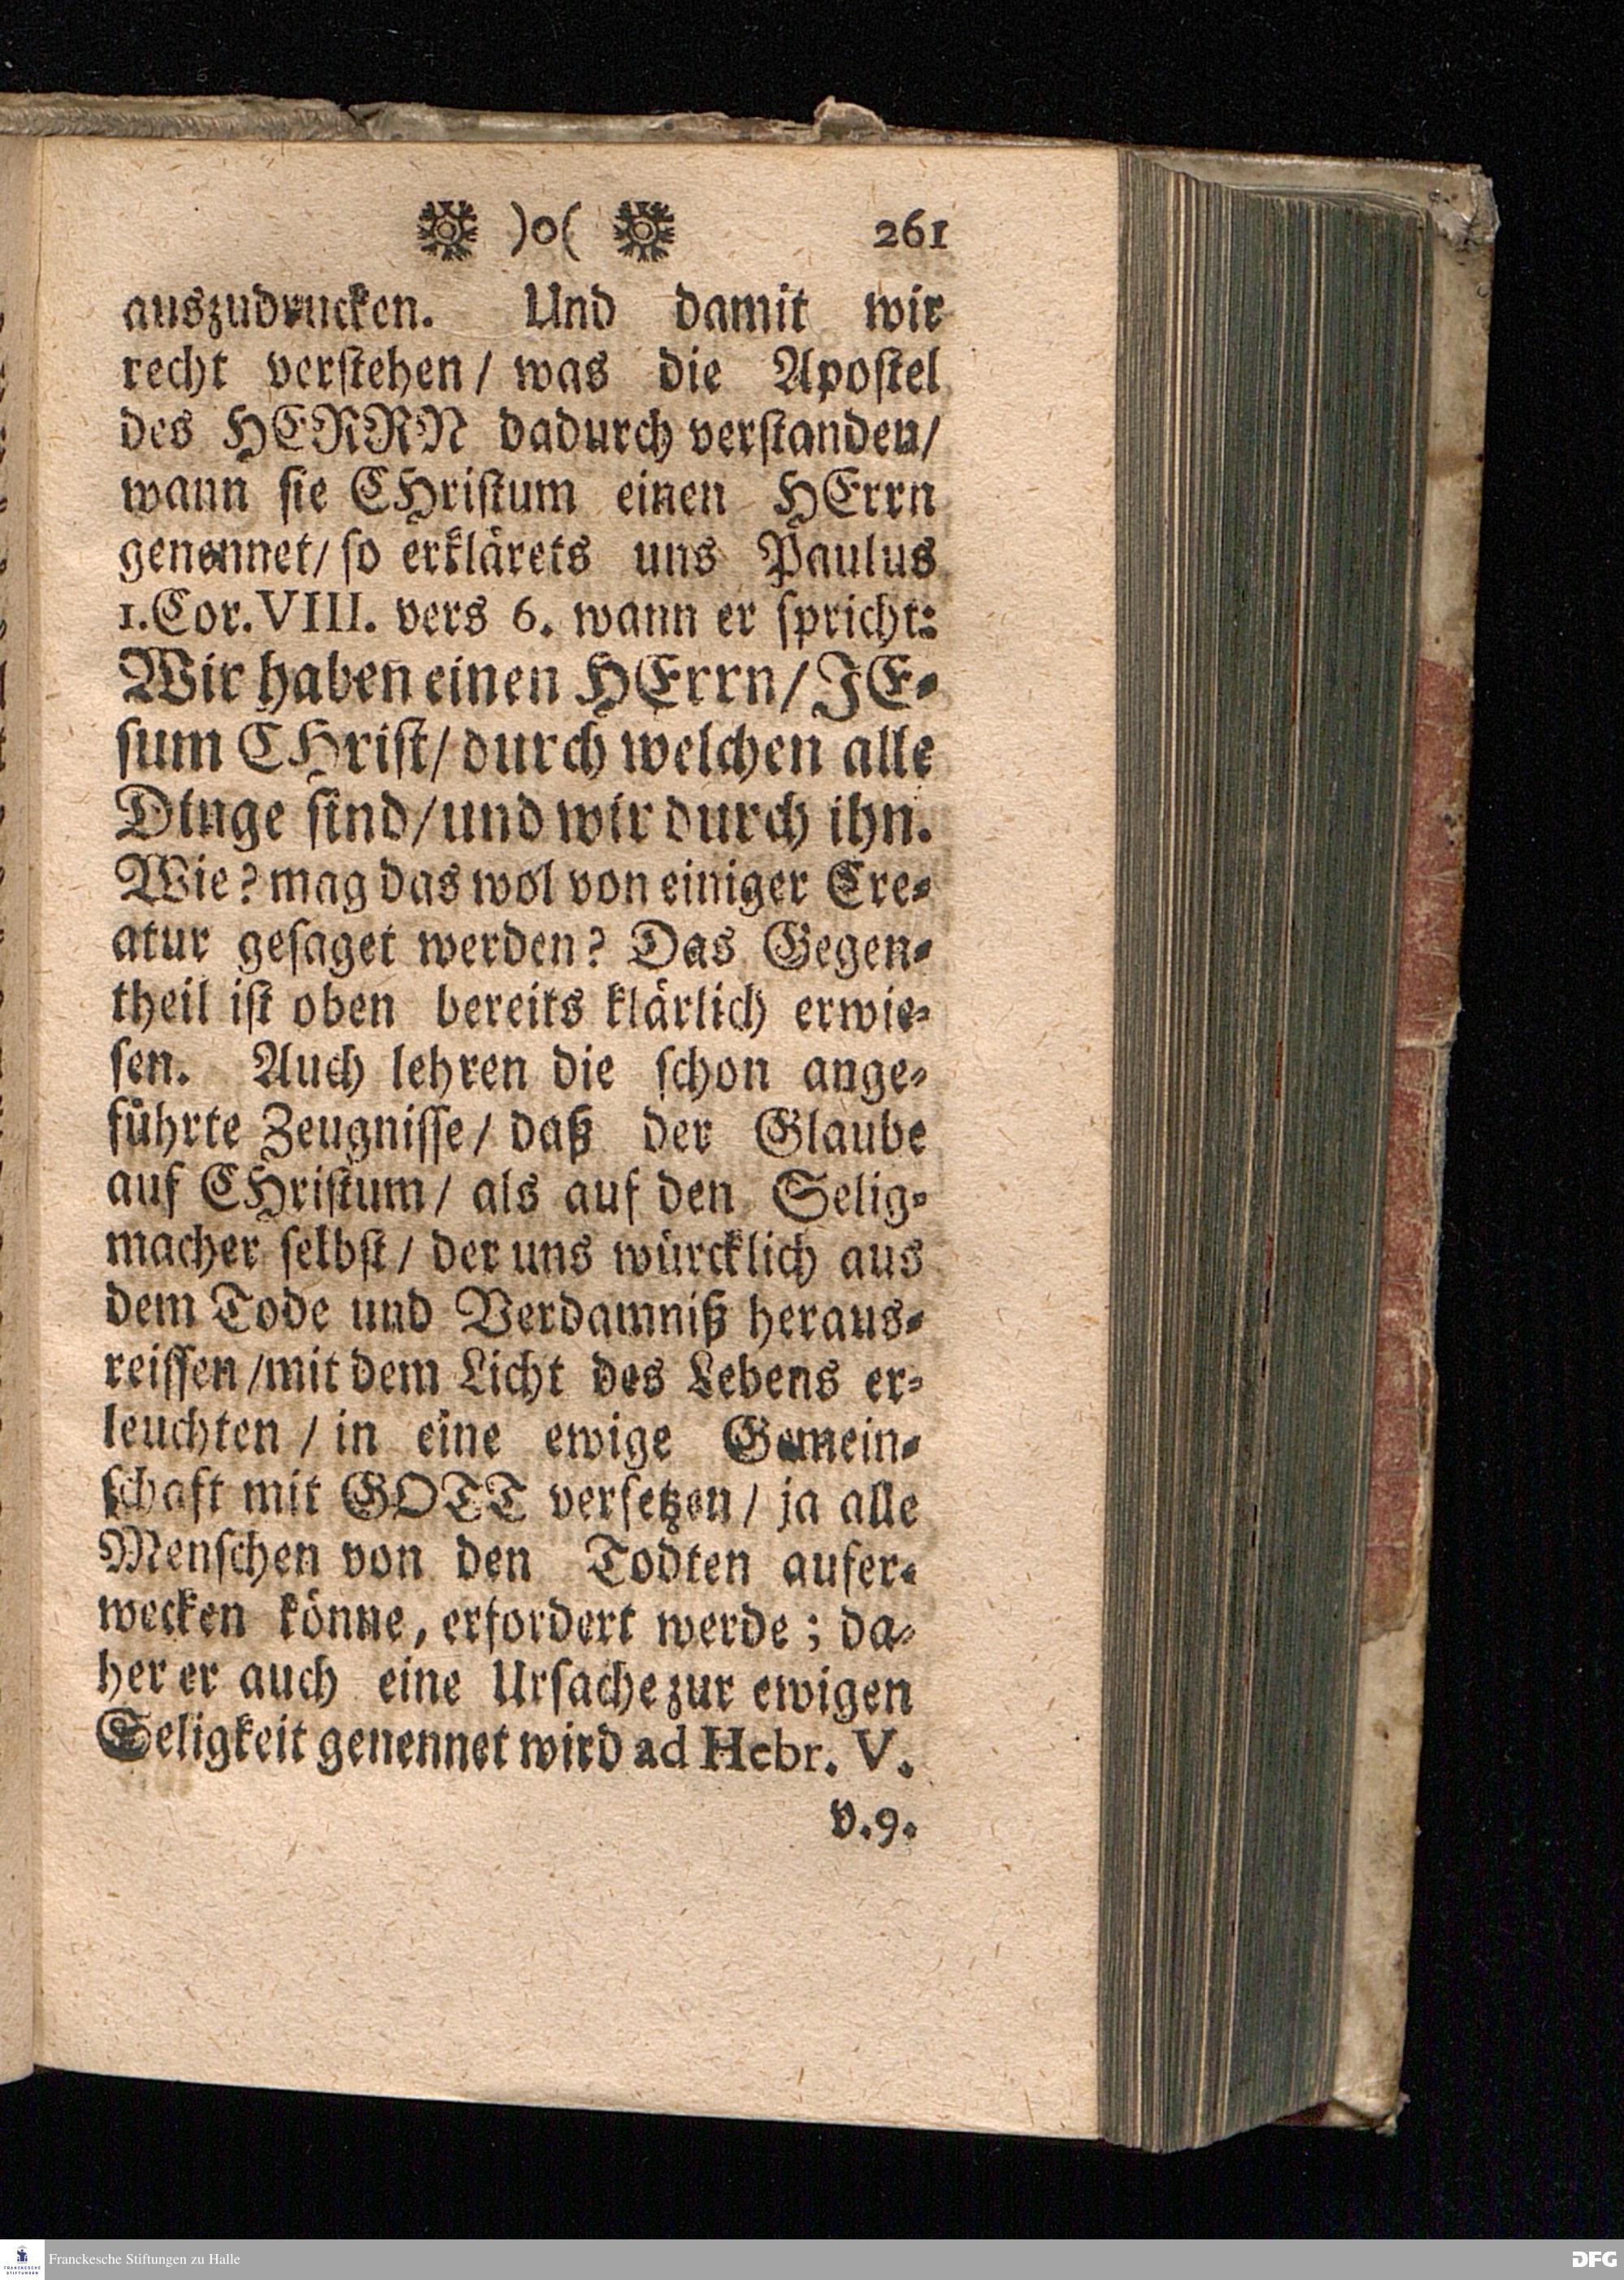 )o( 261
auszudrucken. Und damit wir
recht verstehen/ was die Apostel
des HERRN dadurch verstanden/
wann sie CHristum einen HErrn
genennet/ so erklärets uns Paulus
1. Cor. VIII. vers 6. wann er spricht:
Wir haben einen HErrn/ JE-
sum CHrist/ durch welchen alle
Dinge sind/ und wir durch ihn.
Wie? mag das wol von einiger Cre-
atur gesaget werden? Das Gegen-
theil ist oben bereits klärlich erwie-
sen. Auch lehren die schon ange-
führte Zeugnisse/ daß der Glaube
auf CHristum/ als auf den Selig-
macher selbst/ der uns würcklich aus
dem Tode und Verdamniß heraus-
reissen/ mit dem Licht des Lebens er-
leuchten / in eine ewige Gemein-
schaft mit GOTT versetzen/ ja alle
Menschen von den Todten aufer-
wecken könne, erfordert werde; da-
her er auch eine Ursache zur ewigen
Seligkeit genennet wird ad Hebr. V.
v. 9.
Franckesche Stiftungen zu Halle
DFG